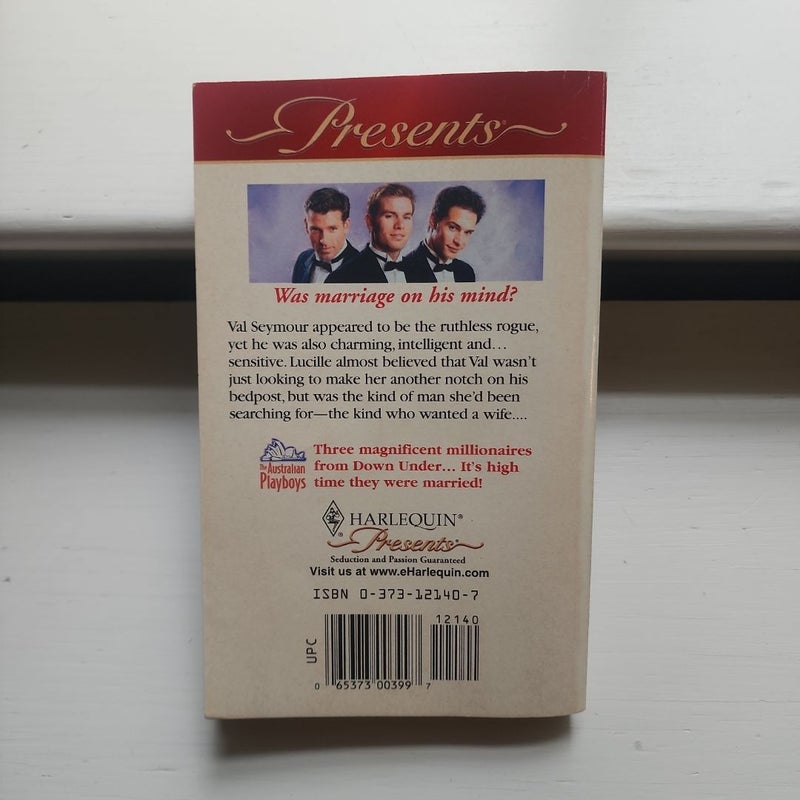 Presents®
Was marriage on his mind?
Val Seymour appeared to be the ruthless rogue,
yet he was also charming, intelligent and...
sensitive. Lucille almost believed that Val wasn't
just looking to make her another notch on his
bedpost, but was the kind of man she'd been
searching for—the kind who wanted a wife....
The Australian
Playboys
Three magnificent millionaires
from Down Under... It's high
time they were married!
HARLEQUIN®
Presents®
Seduction and Passion Guaranteed
Visit us at www.eHarlequin.com
ISBN 0-373-12140-7
12140
UPC
0 65373 00399 7